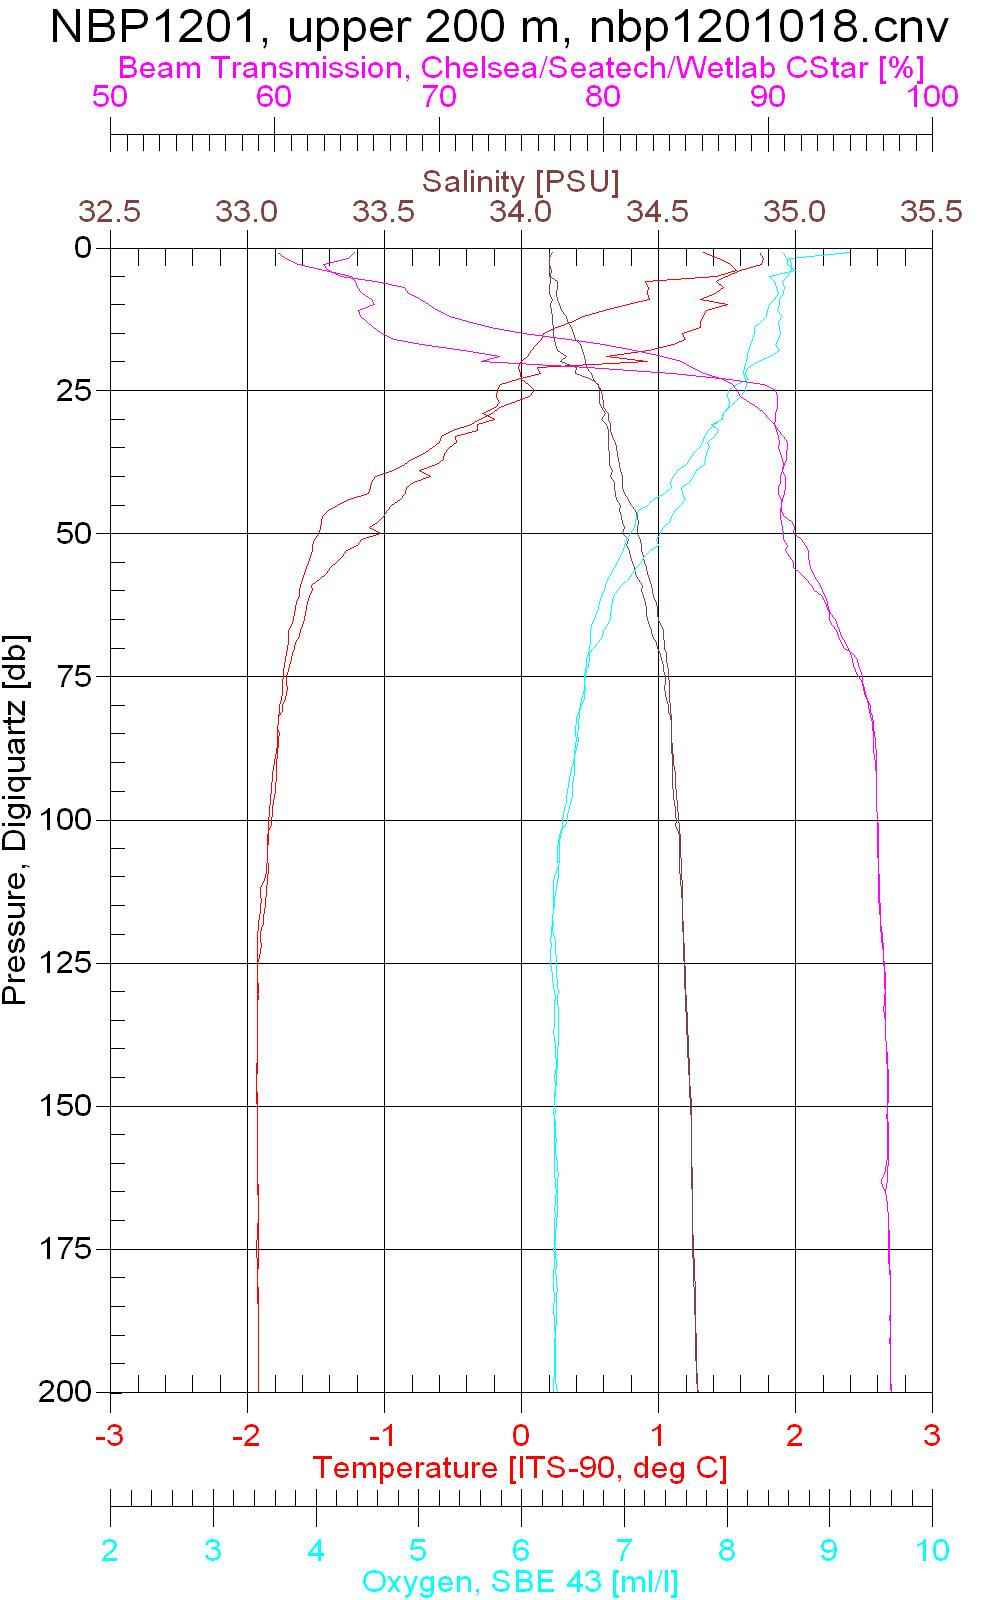 NBP1201, upper 200 m, nbp1201018.cnv
Beam Transmission, Chelsea/Seatech/Wetlab CStar [%]
50 60 70 80 90 100
Salinity [PSU]
32.5 33.0 33.5 34.0 34.5 35.0 35.5
0
25
50
75
100
125
150
175
200
Pressure, Digiquartz [db]
-3 -2 -1 0 1 2 3
Temperature [ITS-90, deg C]
2 3 4 5 6 7 8 9 10
Oxygen, SBE 43 [ml/l]